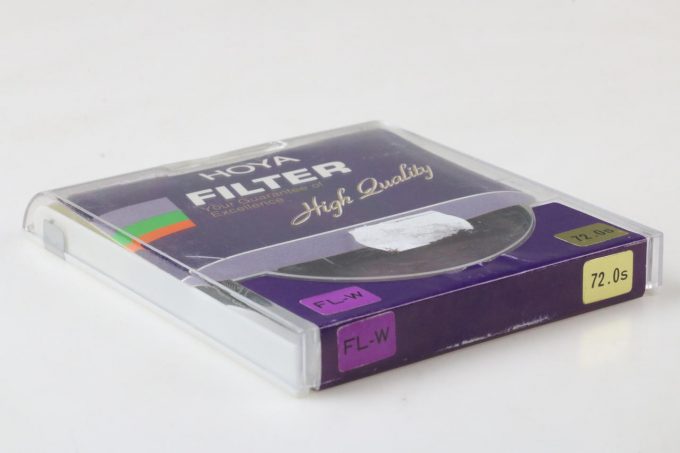 HOYA
FILTER
Your Guarantee of
Excellence
High Quality
72.0s
FL-W
72.0s
FL-W